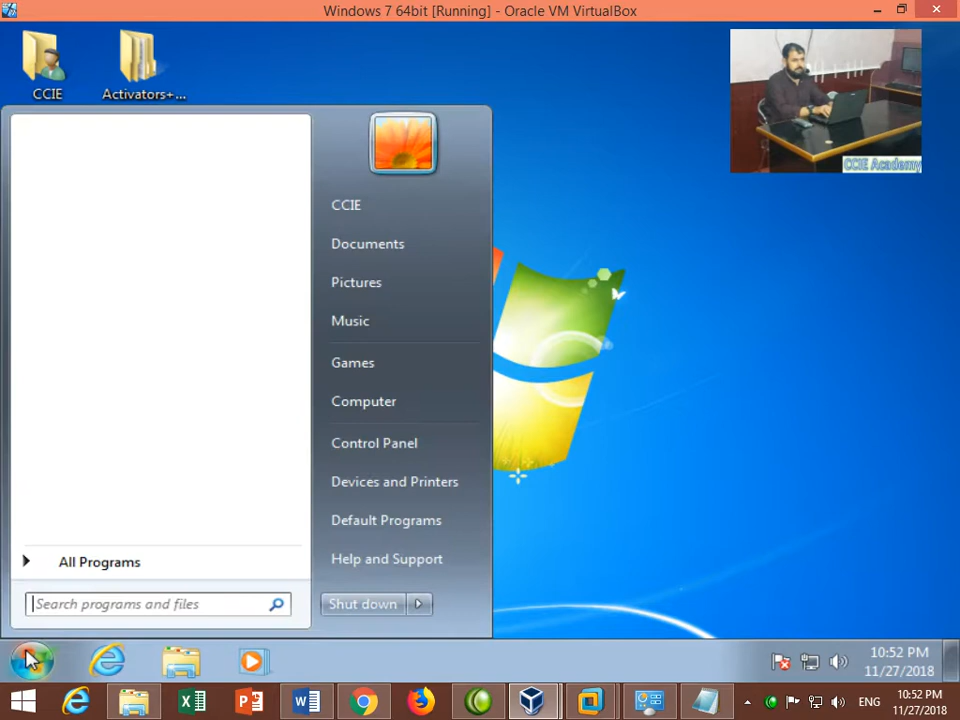 Windows 7 64bit [Running] - Oracle VM VirtualBox
CCIE
Activators+...
CCIE Academy
CCIE
Documents
Pictures
Music
Games
Computer
Control Panel
Devices and Printers
Default Programs
Help and Support
All Programs
Search programs and files
Shut down
10:52 PM
11/27/2018
ENG
10:52 PM
11/27/2018